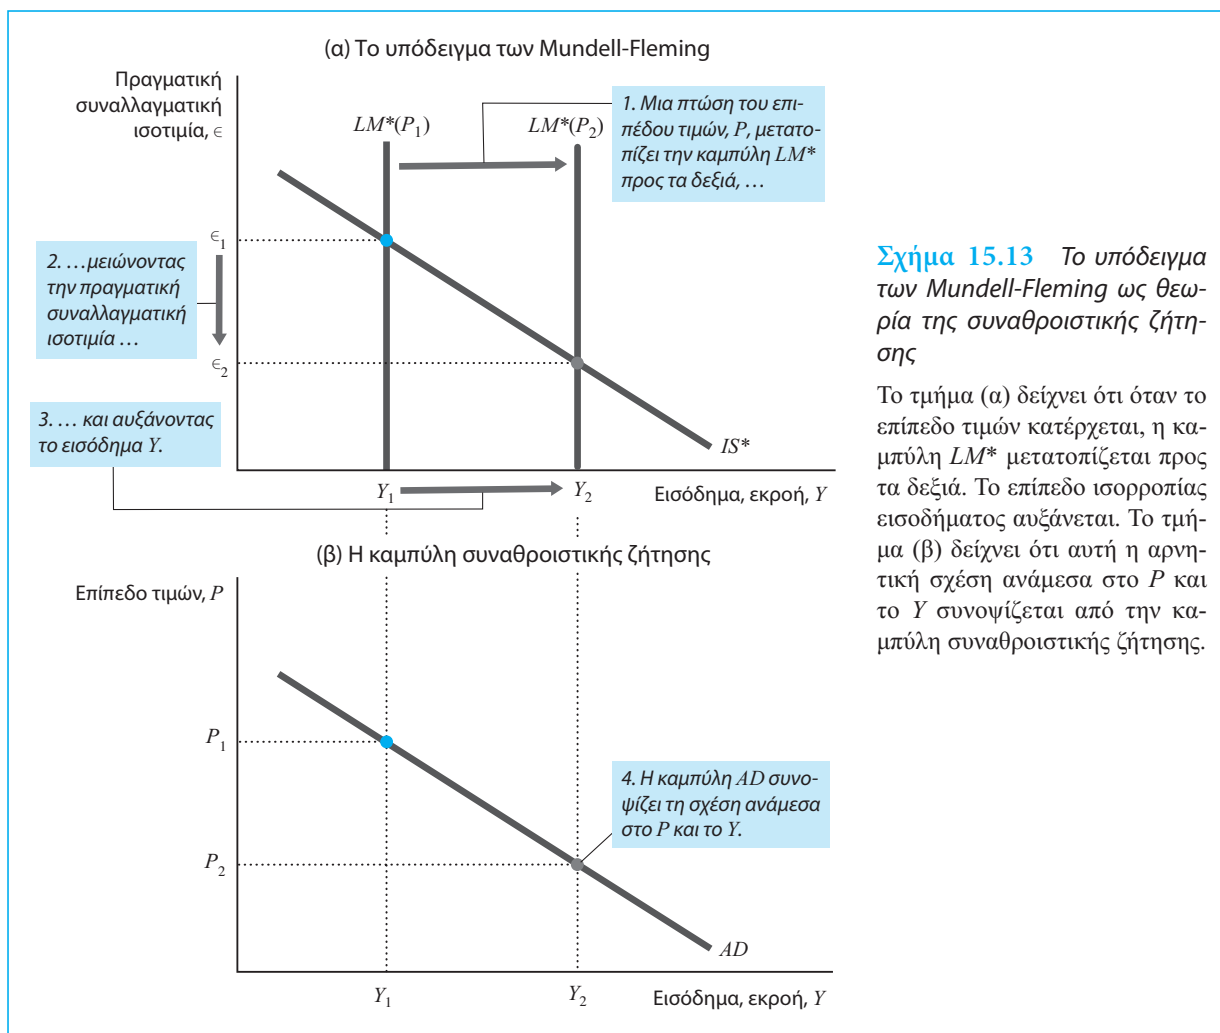 (α) Το υπόδειγμα των Mundell-Fleming
Πραγματική
συναλλαγματική
ισοτιμία, ϵ
LM*(P₁)
LM*(P₂)
1. Μια πτώση του επι-
πέδου τιμών, P, μετατο-
πίζει την καμπύλη LM*
προς τα δεξιά, …
ϵ₁
2. …μειώνοντας
την πραγματική
συναλλαγματική
ισοτιμία …
ϵ₂
3. … και αυξάνοντας
το εισόδημα Y.
IS*
Y₁
Y₂
Εισόδημα, εκροή, Y
(β) Η καμπύλη συναθροιστικής ζήτησης
Επίπεδο τιμών, P
P₁
4. Η καμπύλη AD συνο-
ψίζει τη σχέση ανάμεσα
στο P και το Y.
P₂
AD
Y₁
Y₂
Εισόδημα, εκροή, Y
Σχήμα 15.13 Το υπόδειγμα
των Mundell-Fleming ως θεω-
ρία της συναθροιστικής ζήτη-
σης
Το τμήμα (α) δείχνει ότι όταν το
επίπεδο τιμών κατέρχεται, η κα-
μπύλη LM* μετατοπίζεται προς
τα δεξιά. Το επίπεδο ισορροπίας
εισοδήματος αυξάνεται. Το τμή-
μα (β) δείχνει ότι αυτή η αρνη-
τική σχέση ανάμεσα στο P και
το Y συνοψίζεται από την κα-
μπύλη συναθροιστικής ζήτησης.